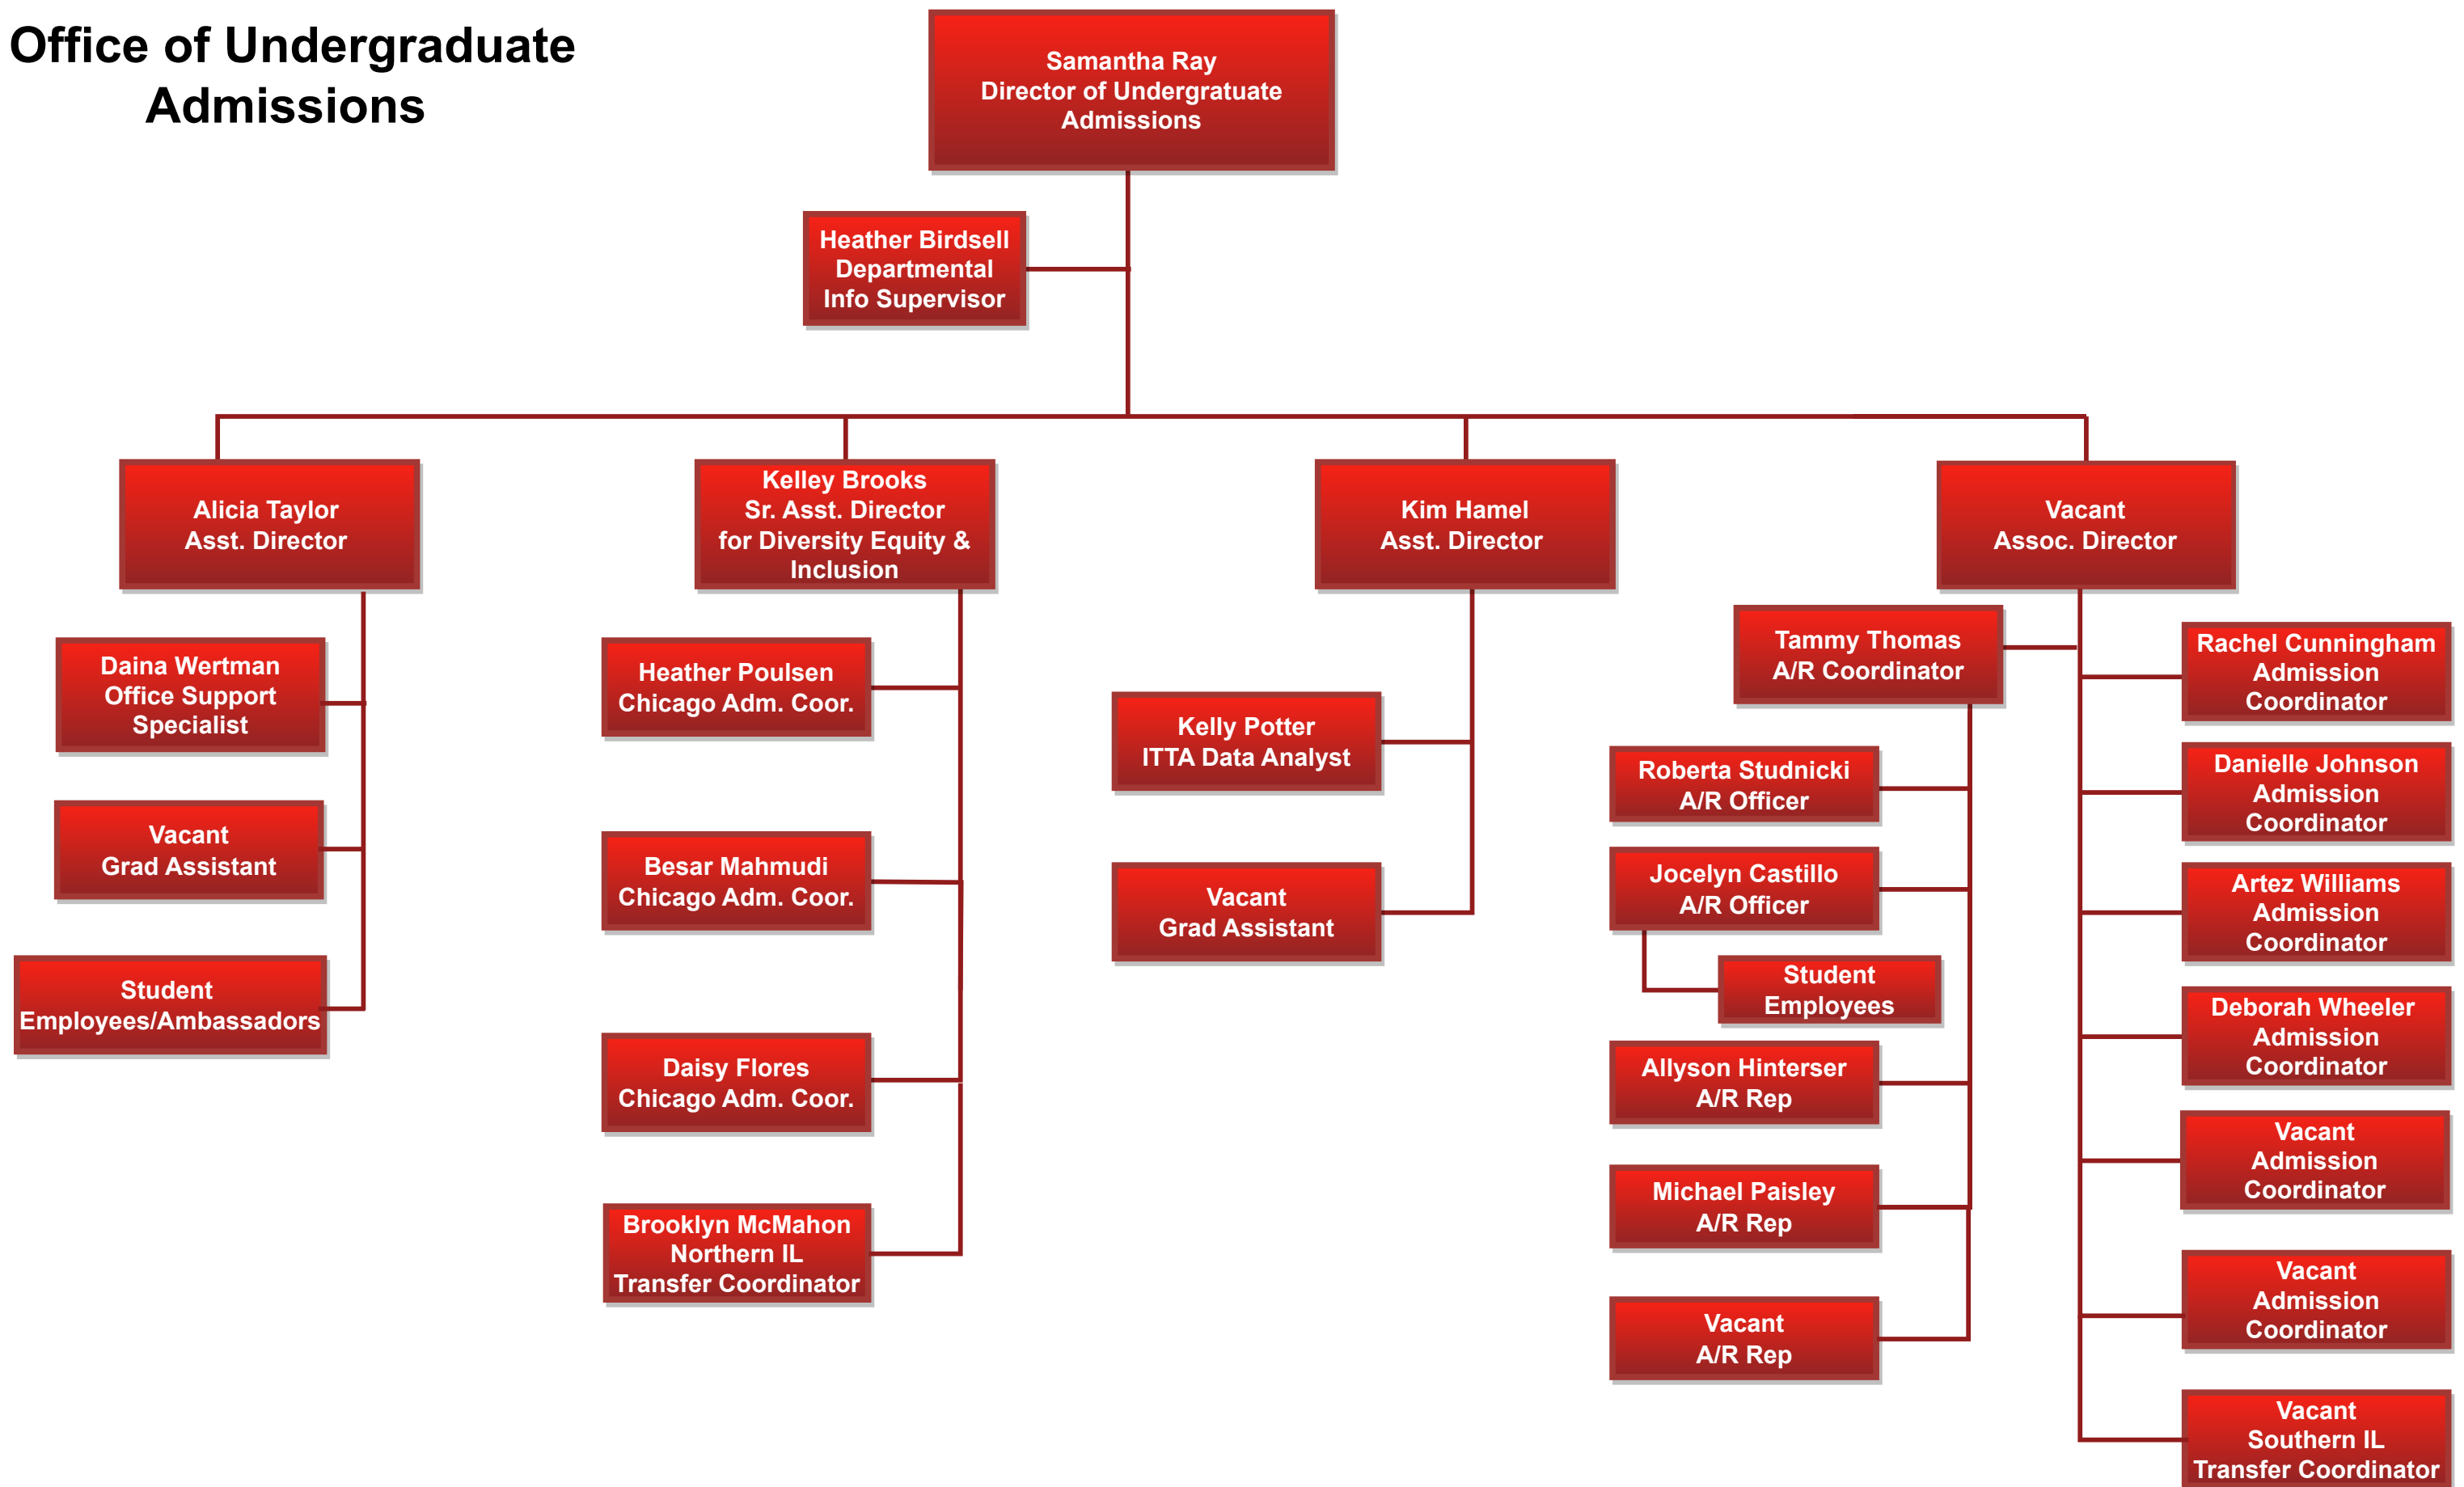 Office of Undergraduate
Admissions
Samantha Ray
Director of Undergratuate
Admissions
Heather Birdsell
Departmental
Info Supervisor
Alicia Taylor
Asst. Director
Daina Wertman
Office Support
Specialist
Vacant
Grad Assistant
Student
Employees/Ambassadors
Kelley Brooks
Sr. Asst. Director
for Diversity Equity &
Inclusion
Heather Poulsen
Chicago Adm. Coor.
Besar Mahmudi
Chicago Adm. Coor.
Daisy Flores
Chicago Adm. Coor.
Brooklyn McMahon
Northern IL
Transfer Coordinator
Kim Hamel
Asst. Director
Kelly Potter
ITTA Data Analyst
Vacant
Grad Assistant
Vacant
Assoc. Director
Tammy Thomas
A/R Coordinator
Roberta Studnicki
A/R Officer
Jocelyn Castillo
A/R Officer
Student
Employees
Allyson Hinterser
A/R Rep
Michael Paisley
A/R Rep
Vacant
A/R Rep
Rachel Cunningham
Admission
Coordinator
Danielle Johnson
Admission
Coordinator
Artez Williams
Admission
Coordinator
Deborah Wheeler
Admission
Coordinator
Vacant
Admission
Coordinator
Vacant
Admission
Coordinator
Vacant
Southern IL
Transfer Coordinator